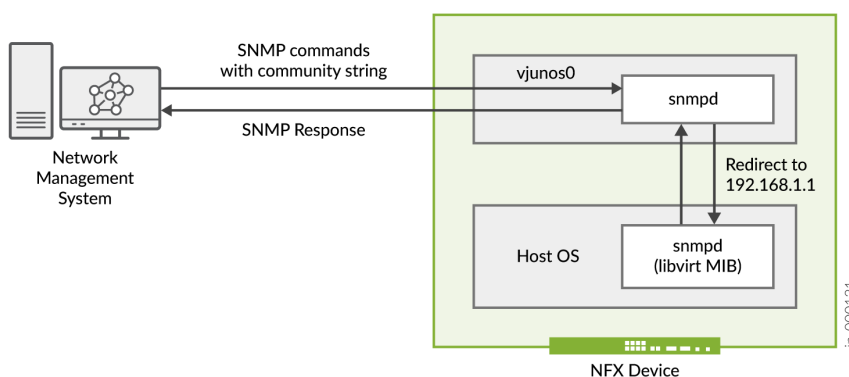 SNMP commands
with community string
SNMP Response
Network
Management
System
vjunos0
snmpd
Redirect to
192.168.1.1
Host OS
snmpd
(libvirt MIB)
NFX Device